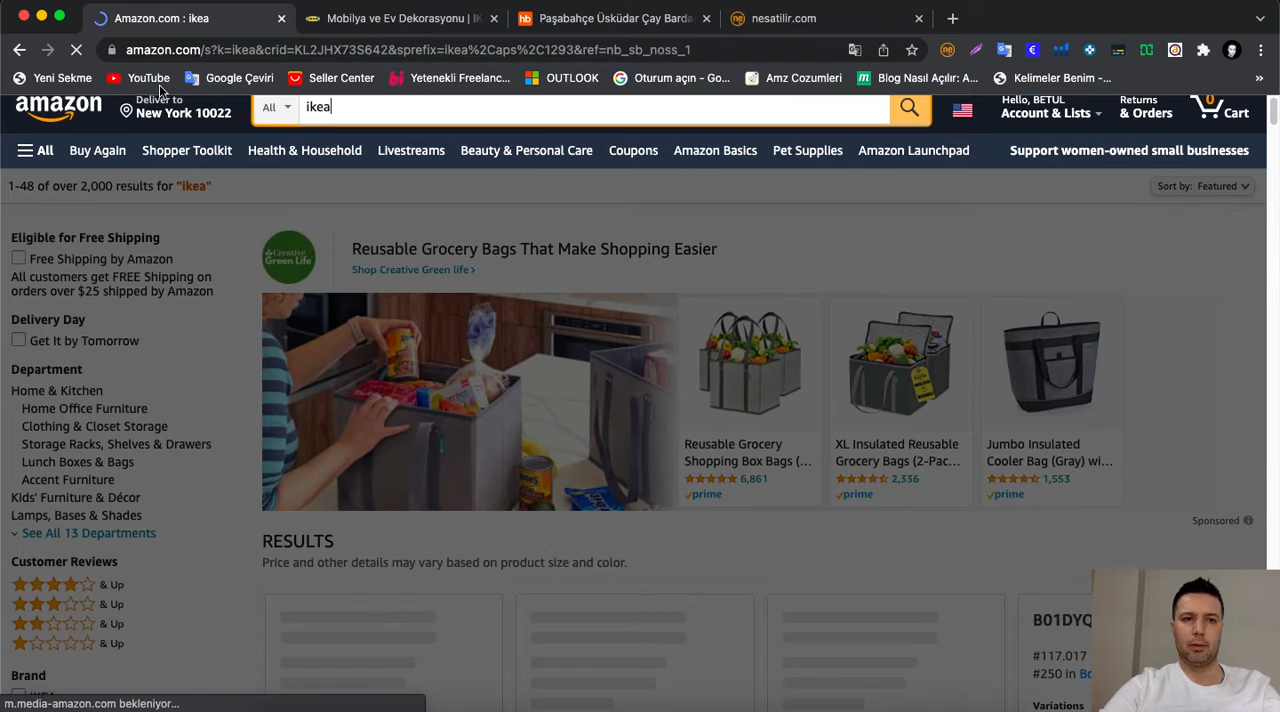 Amazon.com : ikea
Mobilya ve Ev Dekorasyonu | IK
Paşabahçe Üsküdar Çay Barda
nesatilir.com
amazon.com/s?k=ikea&crid=KL2JHX73S642&sprefix=ikea%2Caps%2C1293&ref=nb_sb_noss_1
Yeni Sekme
YouTube
Google Çeviri
Seller Center
Yetenekli Freelanc...
OUTLOOK
Oturum açın - Go...
Amz Cozumleri
Blog Nasıl Açılır: A...
Kelimeler Benim -...
amazon
Deliver to
New York 10022
All
ikea
Hello, BETUL
Account & Lists
Returns
& Orders
0
Cart
All
Buy Again
Shopper Toolkit
Health & Household
Livestreams
Beauty & Personal Care
Coupons
Amazon Basics
Pet Supplies
Amazon Launchpad
Support women-owned small businesses
1-48 of over 2,000 results for "ikea"
Sort by: Featured
Eligible for Free Shipping
Free Shipping by Amazon
All customers get FREE Shipping on
orders over $25 shipped by Amazon
Delivery Day
Get It by Tomorrow
Department
Home & Kitchen
Home Office Furniture
Clothing & Closet Storage
Storage Racks, Shelves & Drawers
Lunch Boxes & Bags
Accent Furniture
Kids' Furniture & Décor
Lamps, Bases & Shades
See All 13 Departments
Customer Reviews
& Up
& Up
& Up
& Up
Brand
Creative
Green Life
Reusable Grocery Bags That Make Shopping Easier
Shop Creative Green life >
Reusable Grocery
Shopping Box Bags (...
6,861
prime
XL Insulated Reusable
Grocery Bags (2-Pac...
2,336
prime
Jumbo Insulated
Cooler Bag (Gray) wi...
1,553
prime
Sponsored
RESULTS
Price and other details may vary based on product size and color.
B01DYQ
#117.017
#250 in
Variations
m.media-amazon.com bekleniyor...